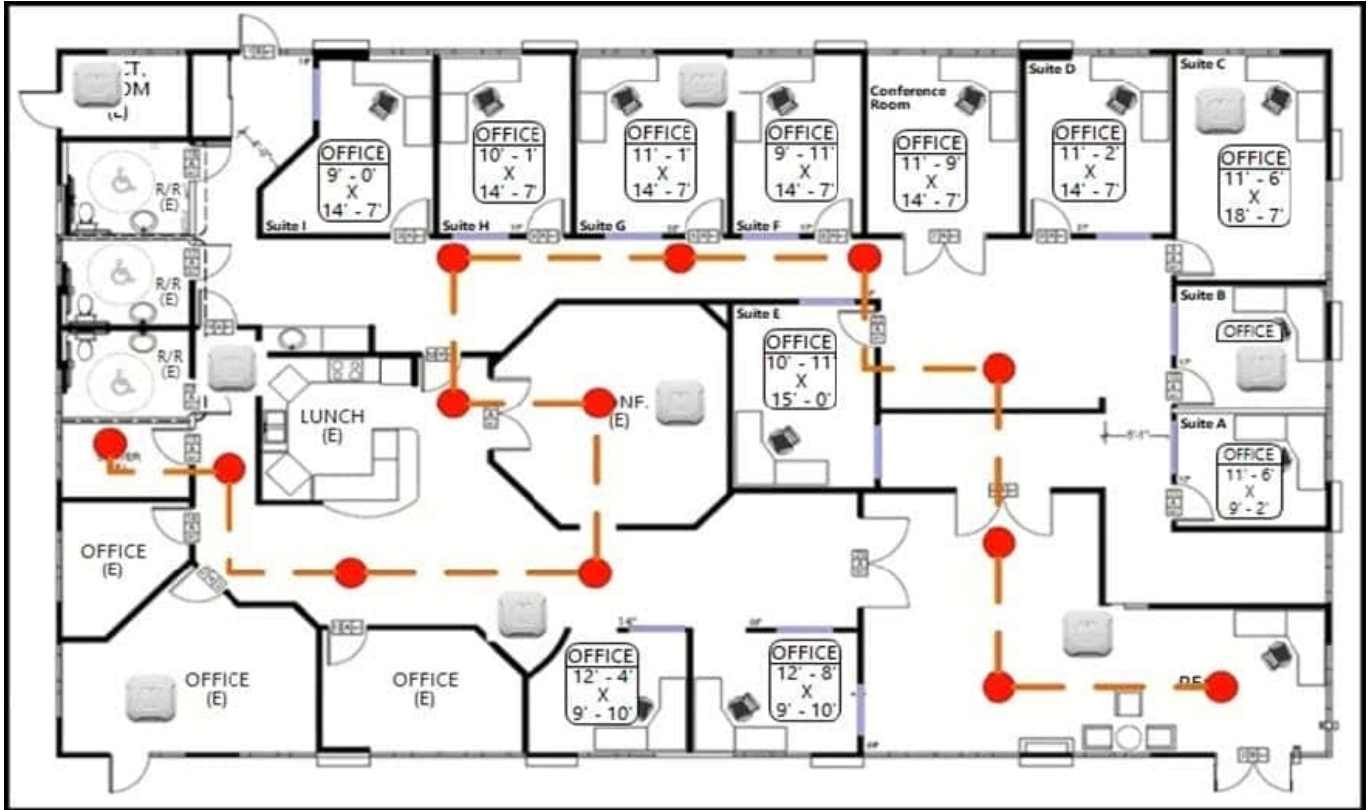 CT.
OM
(E)
R/R
(E)
R/R
(E)
R/R
(E)
OFFICE
9' - 0'
X
14' - 7'
Suite I
OFFICE
10' - 1'
X
14' - 7'
Suite H
OFFICE
11' - 1'
X
14' - 7'
Suite G
OFFICE
9' - 11'
X
14' - 7'
Suite F
Conference
Room
OFFICE
11' - 9'
X
14' - 7'
Suite D
OFFICE
11' - 2'
X
14' - 7'
Suite C
OFFICE
11' - 6'
X
18' - 7'
Suite B
OFFICE
Suite A
OFFICE
11' - 6'
X
9' - 2'
Suite E
OFFICE
10' - 11'
X
15' - 0'
LUNCH
(E)
NF.
(E)
OFFICE
(E)
OFFICE
(E)
OFFICE
(E)
OFFICE
12' - 4'
X
9' - 10'
OFFICE
12' - 8'
X
9' - 10'